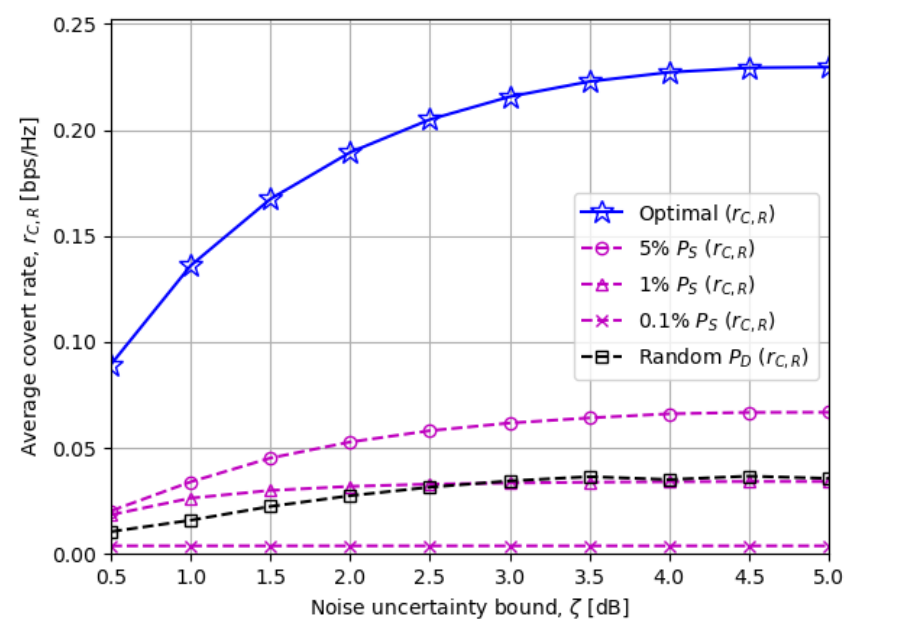 0.25
0.20
0.15
0.10
0.05
0.00
Average covert rate, r_{C,R} [bps/Hz]
Optimal (r_{C,R})
5% P_S (r_{C,R})
1% P_S (r_{C,R})
0.1% P_S (r_{C,R})
Random P_D (r_{C,R})
0.5 1.0 1.5 2.0 2.5 3.0 3.5 4.0 4.5 5.0
Noise uncertainty bound, ζ [dB]